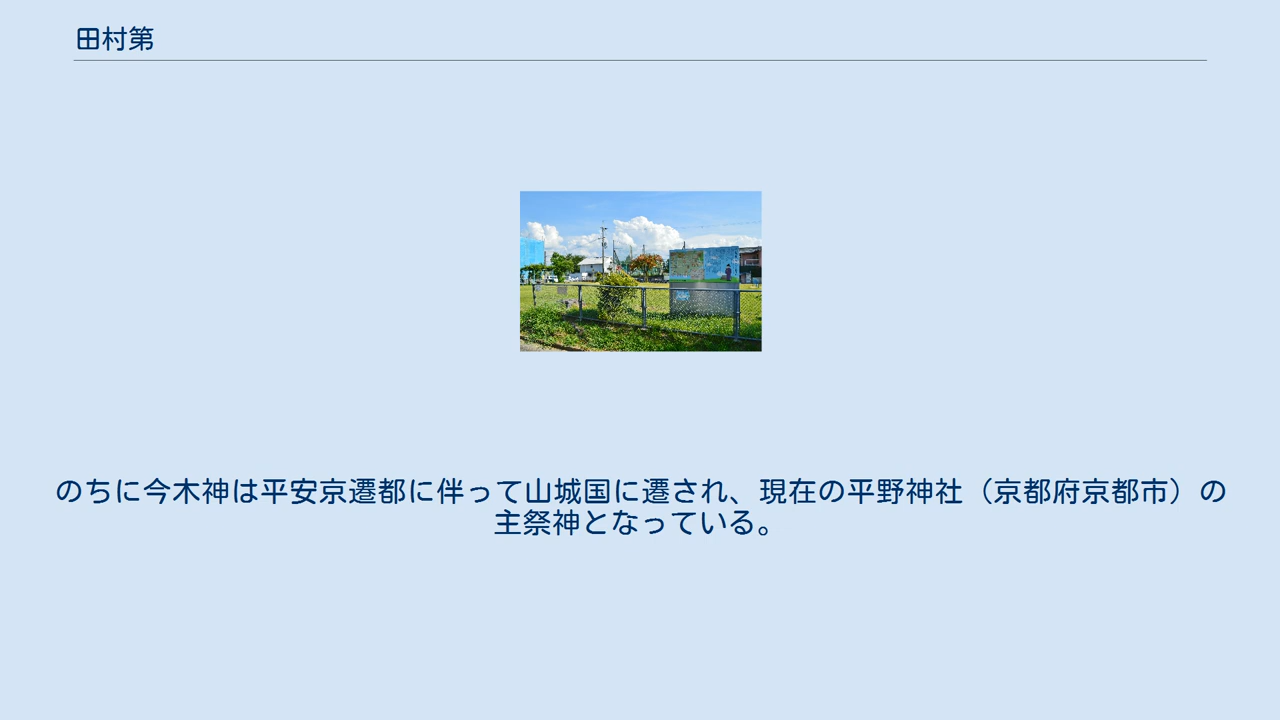 田村第
のちに今木神は平安京遷都に伴って山城国に遷され、現在の平野神社（京都府京都市）の
主祭神となっている。